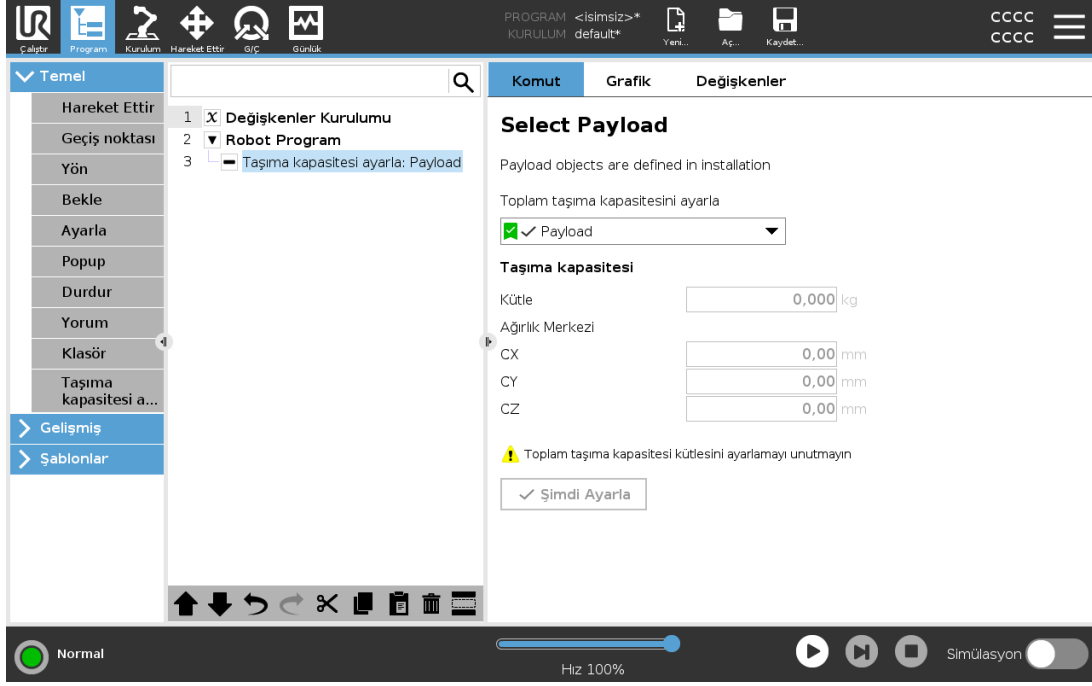 UR
PROGRAM <isimsiz>*
KURULUM default*
CCCC
CCCC
Çalıştır
Program
Kurulum
Hareket Ettir
G/Ç
Günlük
Yeni...
Aç...
Kaydet...
Temel
Hareket Ettir
Geçiş noktası
Yön
Bekle
Ayarla
Popup
Durdur
Yorum
Klasör
Taşıma
kapasitesi a...
Gelişmiş
Şablonlar
1 X Değişkenler Kurulumu
2 Robot Program
3 Taşıma kapasitesi ayarla: Payload
Komut
Grafik
Değişkenler
Select Payload
Payload objects are defined in installation
Toplam taşıma kapasitesini ayarla
Payload
Taşıma kapasitesi
Kütle 0,000 kg
Ağırlık Merkezi
CX 0,00 mm
CY 0,00 mm
CZ 0,00 mm
Toplam taşıma kapasitesi kütlesini ayarlamayı unutmayın
Şimdi Ayarla
Normal
Hız 100%
Simülasyon